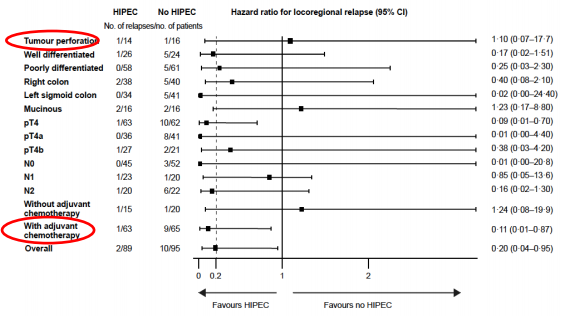 HIPEC No HIPEC Hazard ratio for locoregional relapse (95% CI)
No. of relapses/no. of patients
Tumour perforation 1/14 1/16 1·10 (0·07–17·7)
Well differentiated 1/26 5/24 0·17 (0·02–1·51)
Poorly differentiated 0/58 5/61 0·25 (0·03–2·30)
Right colon 2/38 5/40 0·40 (0·08–2·10)
Left sigmoid colon 0/34 5/41 0·02 (0·00–24·40)
Mucinous 2/16 2/16 1·23 (0·17–8·80)
pT4 1/63 10/62 0·09 (0·01–0·70)
pT4a 0/36 8/41 0·01 (0·00–4·40)
pT4b 1/27 2/21 0·38 (0·03–4·20)
N0 0/45 3/52 0·01 (0·00–20·8)
N1 1/23 1/20 0·85 (0·05–13·6)
N2 1/20 6/22 0·16 (0·02–1·30)
Without adjuvant
chemotherapy 1/15 1/20 1·24 (0·08–19·9)
With adjuvant
chemotherapy 1/63 9/65 0·11 (0·01–0·87)
Overall 2/89 10/95 0·20 (0·04–0·95)
0 0.2 1 2
Favours HIPEC Favours no HIPEC